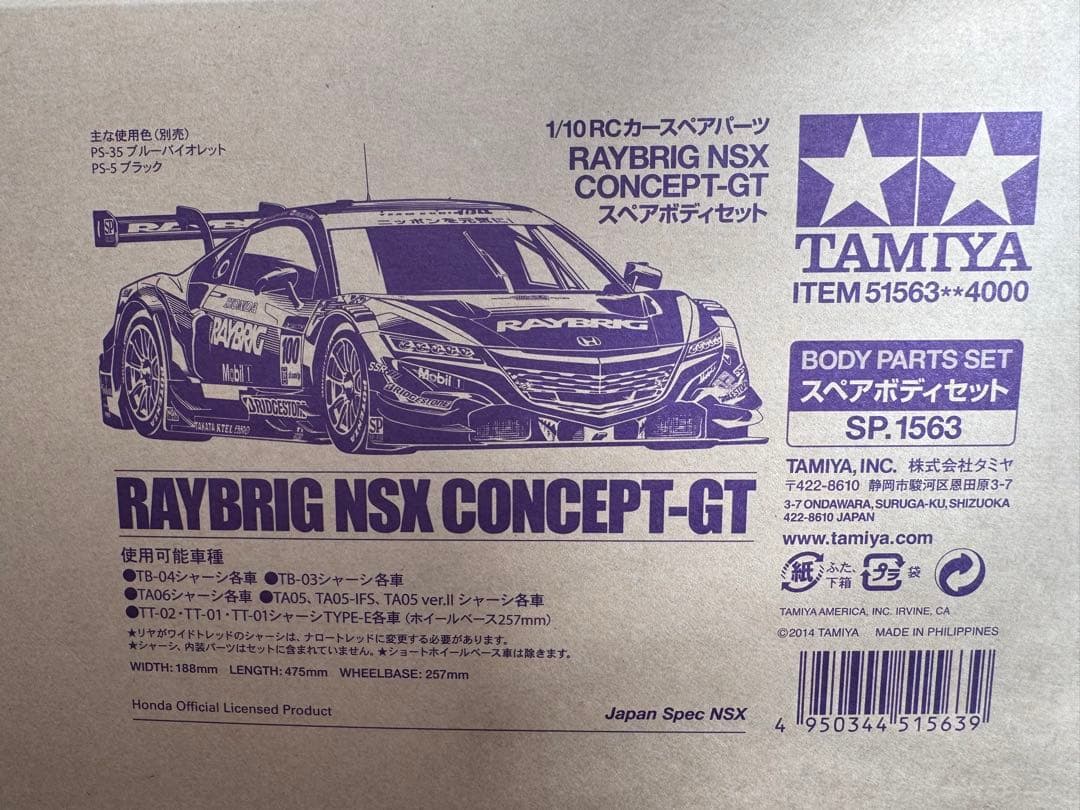 主な使用色(別売)
PS-35 ブルーバイオレット
PS-5 ブラック
1/10 RCカースペアパーツ
RAYBRIG NSX
CONCEPT-GT
スペアボディセット
TAMIYA
ITEM 51563**4000
BODY PARTS SET
スペアボディセット
SP.1563
TAMIYA, INC. 株式会社タミヤ
〒422-8610 静岡市駿河区恩田原3-7
3-7 ONDAWARA, SURUGA-KU, SHIZUOKA
422-8610 JAPAN
www.tamiya.com
紙 ふた、下箱 プラ 袋
TAMIYA AMERICA, INC. IRVINE, CA
©2014 TAMIYA MADE IN PHILIPPINES
4 950344 515639
RAYBRIG
ニッポンを元気に!
RAYBRIG
HONDA
RAYBRIG
100
Mobil 1
Mobil 1
BRIDGESTONE
BRIDGESTONE
TAKATA KTEL
SP
SP
RAYBRIG NSX CONCEPT-GT
使用可能車種
●TB-04シャーシ各車 ●TB-03シャーシ各車
●TA06シャーシ各車 ●TA05、TA05-IFS、TA05 ver.II シャーシ各車
●TT-02・TT-01・TT-01シャーシTYPE-E各車 (ホイールベース257mm)
★リヤがワイドトレッドのシャーシは、ナロートレッドに変更する必要があります。
★シャーシ、内装パーツはセットに含まれていません。★ショートホイールベース車は除きます。
WIDTH: 188mm LENGTH: 475mm WHEELBASE: 257mm
Honda Official Licensed Product
Japan Spec NSX